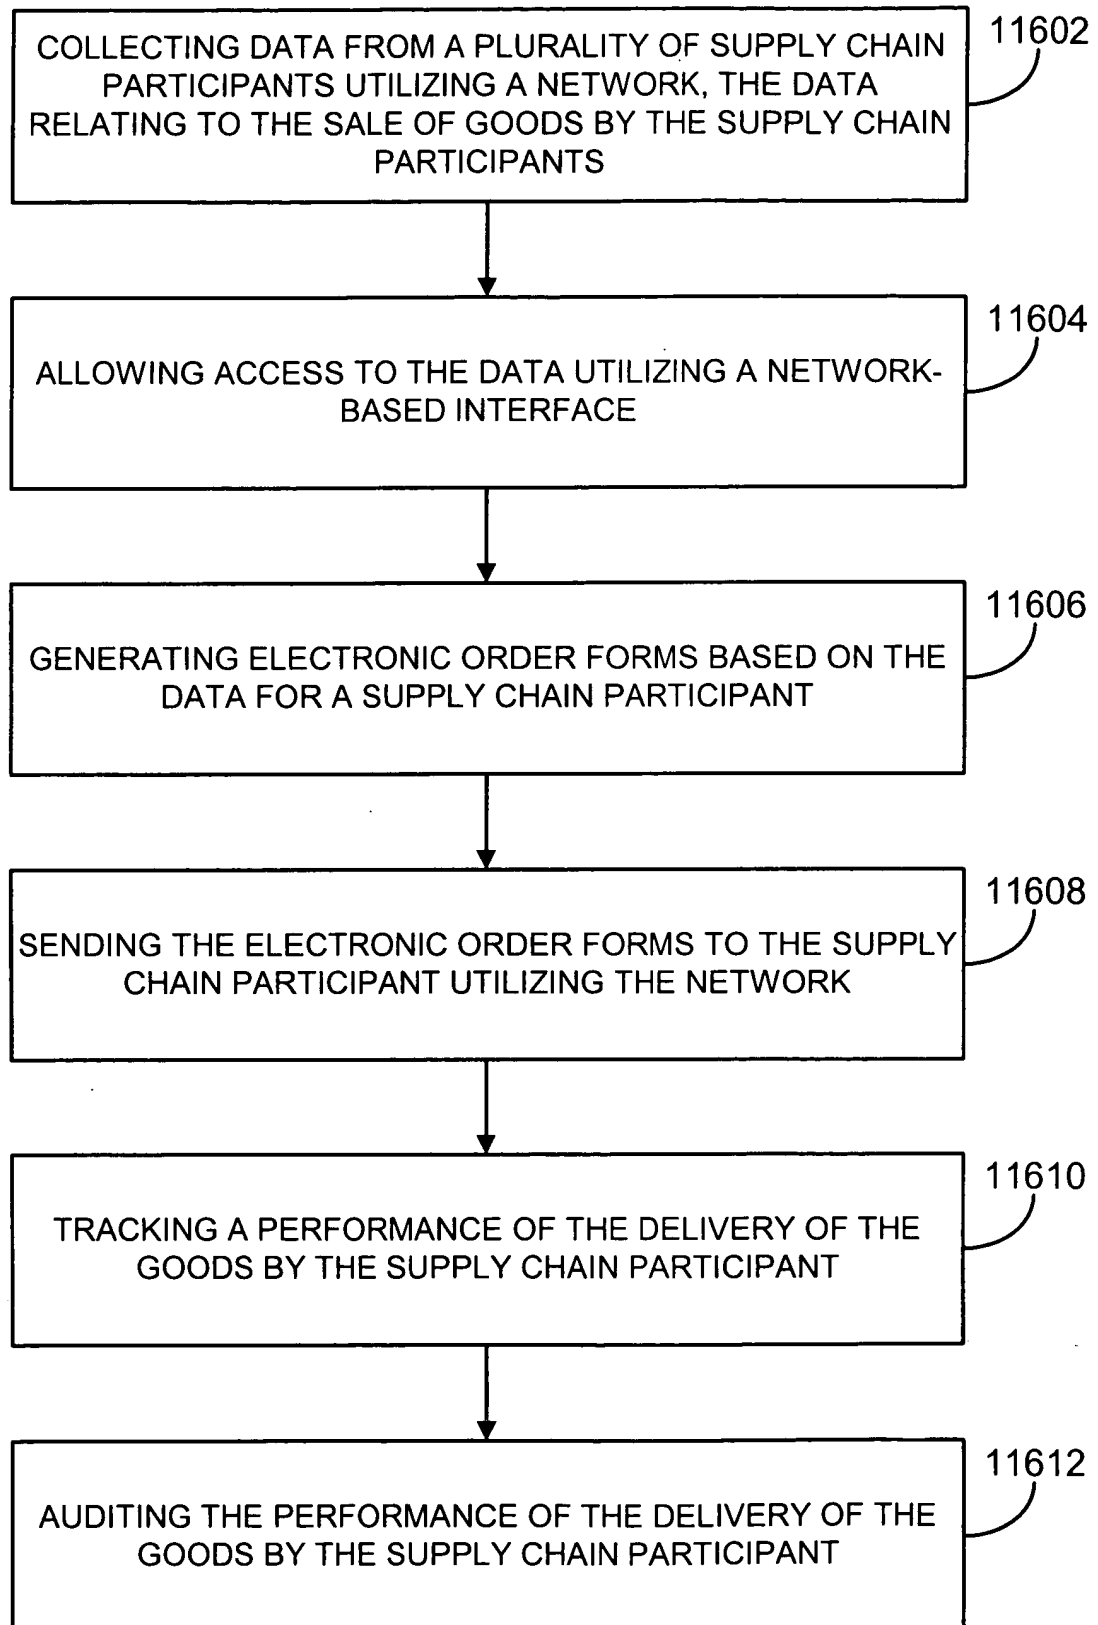 COLLECTING DATA FROM A PLURALITY OF SUPPLY CHAIN
PARTICIPANTS UTILIZING A NETWORK, THE DATA
RELATING TO THE SALE OF GOODS BY THE SUPPLY CHAIN
PARTICIPANTS
11602
ALLOWING ACCESS TO THE DATA UTILIZING A NETWORK-
BASED INTERFACE
11604
GENERATING ELECTRONIC ORDER FORMS BASED ON THE
DATA FOR A SUPPLY CHAIN PARTICIPANT
11606
SENDING THE ELECTRONIC ORDER FORMS TO THE SUPPLY
CHAIN PARTICIPANT UTILIZING THE NETWORK
11608
TRACKING A PERFORMANCE OF THE DELIVERY OF THE
GOODS BY THE SUPPLY CHAIN PARTICIPANT
11610
AUDITING THE PERFORMANCE OF THE DELIVERY OF THE
GOODS BY THE SUPPLY CHAIN PARTICIPANT
11612